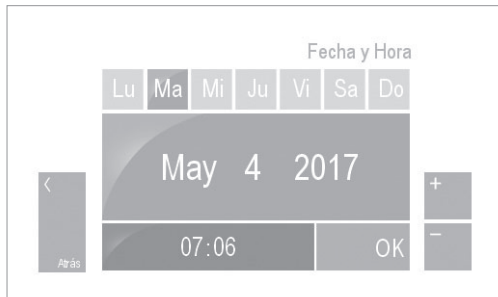 Fecha y Hora
Lu Ma Mi Ju Vi Sa Do
May 4 2017
< +
07:06 OK −
Atrás